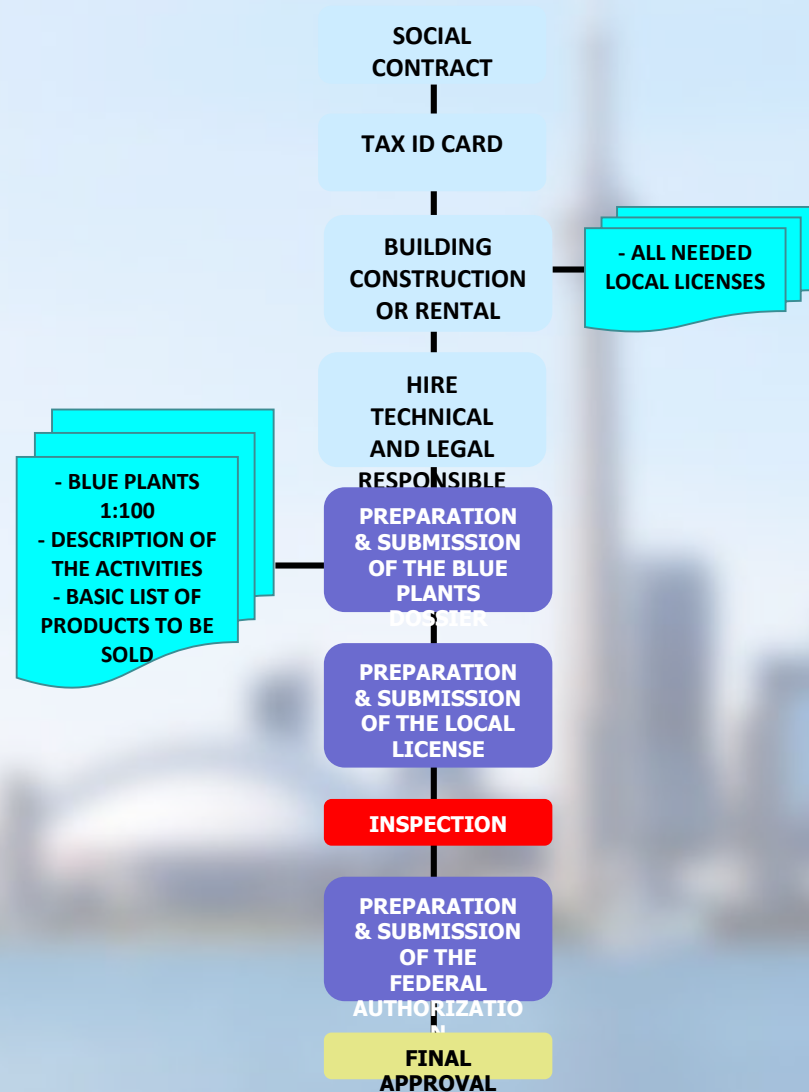 SOCIAL
CONTRACT
TAX ID CARD
BUILDING
CONSTRUCTION
OR RENTAL
- ALL NEEDED
LOCAL LICENSES
HIRE
TECHNICAL
AND LEGAL
RESPONSIBLE
- BLUE PLANTS
1:100
- DESCRIPTION OF
THE ACTIVITIES
- BASIC LIST OF
PRODUCTS TO BE
SOLD
PREPARATION
& SUBMISSION
OF THE BLUE
PLANTS
DOSSIER
PREPARATION
& SUBMISSION
OF THE LOCAL
LICENSE
INSPECTION
PREPARATION
& SUBMISSION
OF THE
FEDERAL
AUTHORIZATIO
N
FINAL
APPROVAL